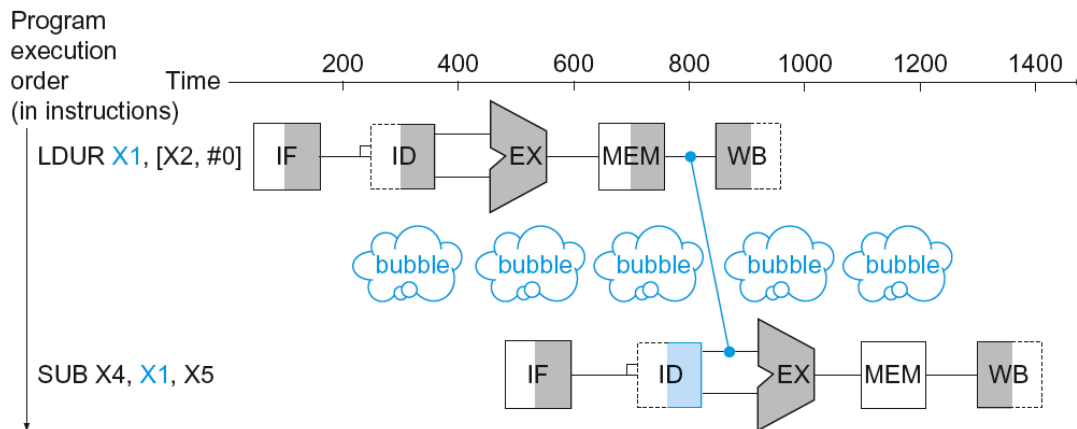 Program
execution
order
(in instructions)
Time
200 400 600 800 1000 1200 1400
LDUR X1, [X2, #0]
IF ID EX MEM WB
bubble bubble bubble bubble bubble
SUB X4, X1, X5
IF ID EX MEM WB